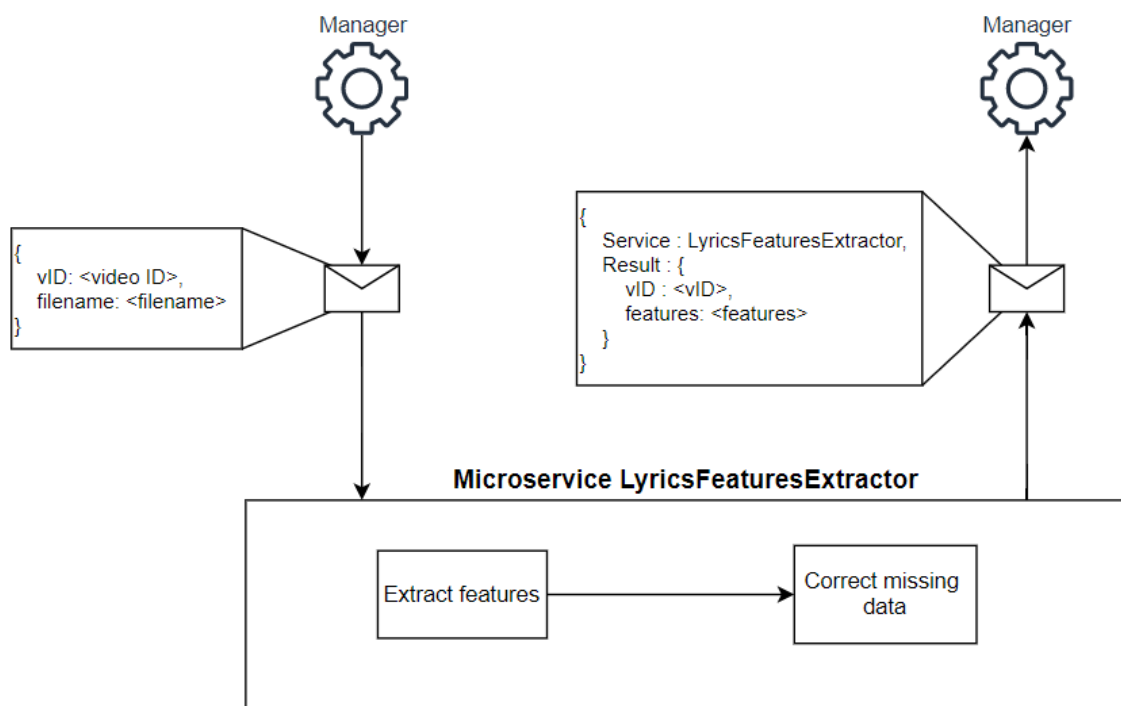 Manager
Manager
{
vID: <video ID>,
filename: <filename>
}
{
Service : LyricsFeaturesExtractor,
Result : {
vID : <vID>,
features: <features>
}
}
Microservice LyricsFeaturesExtractor
Extract features
Correct missing
data